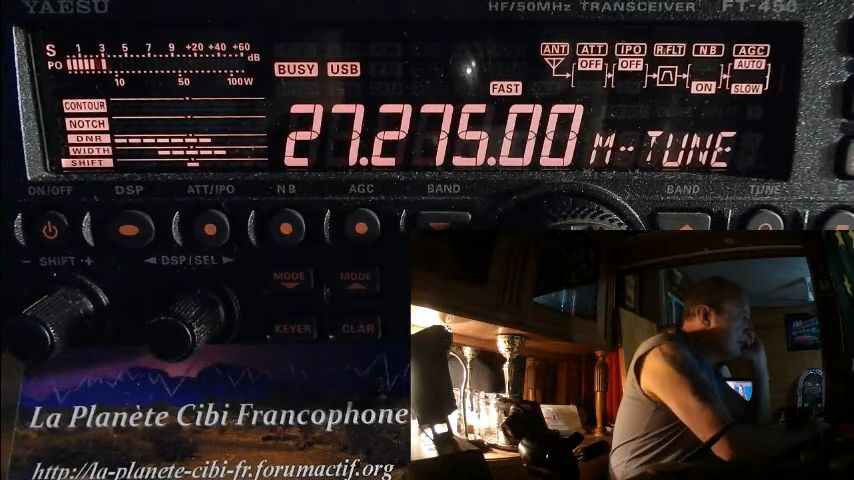 YAESU
HF/50MHz TRANSCEIVER FT-450
S 1 3 5 7 9 +20 +40 +60 dB
PO 10 50 100W
BUSY USB
FAST
ANT ATT IPO R.FLT NB AGC
OFF OFF AUTO
ON SLOW
CONTOUR
NOTCH
DNR
WIDTH
SHIFT
27.275.00 M-TUNE
ON/OFF DSP ATT/IPO NB AGC BAND BAND TUNE
- SHIFT + ◄DSP/SEL►
MODE MODE
KEYER CLAR
La Planète Cibi Francophone
http://la-planete-cibi-fr.forumactif.org